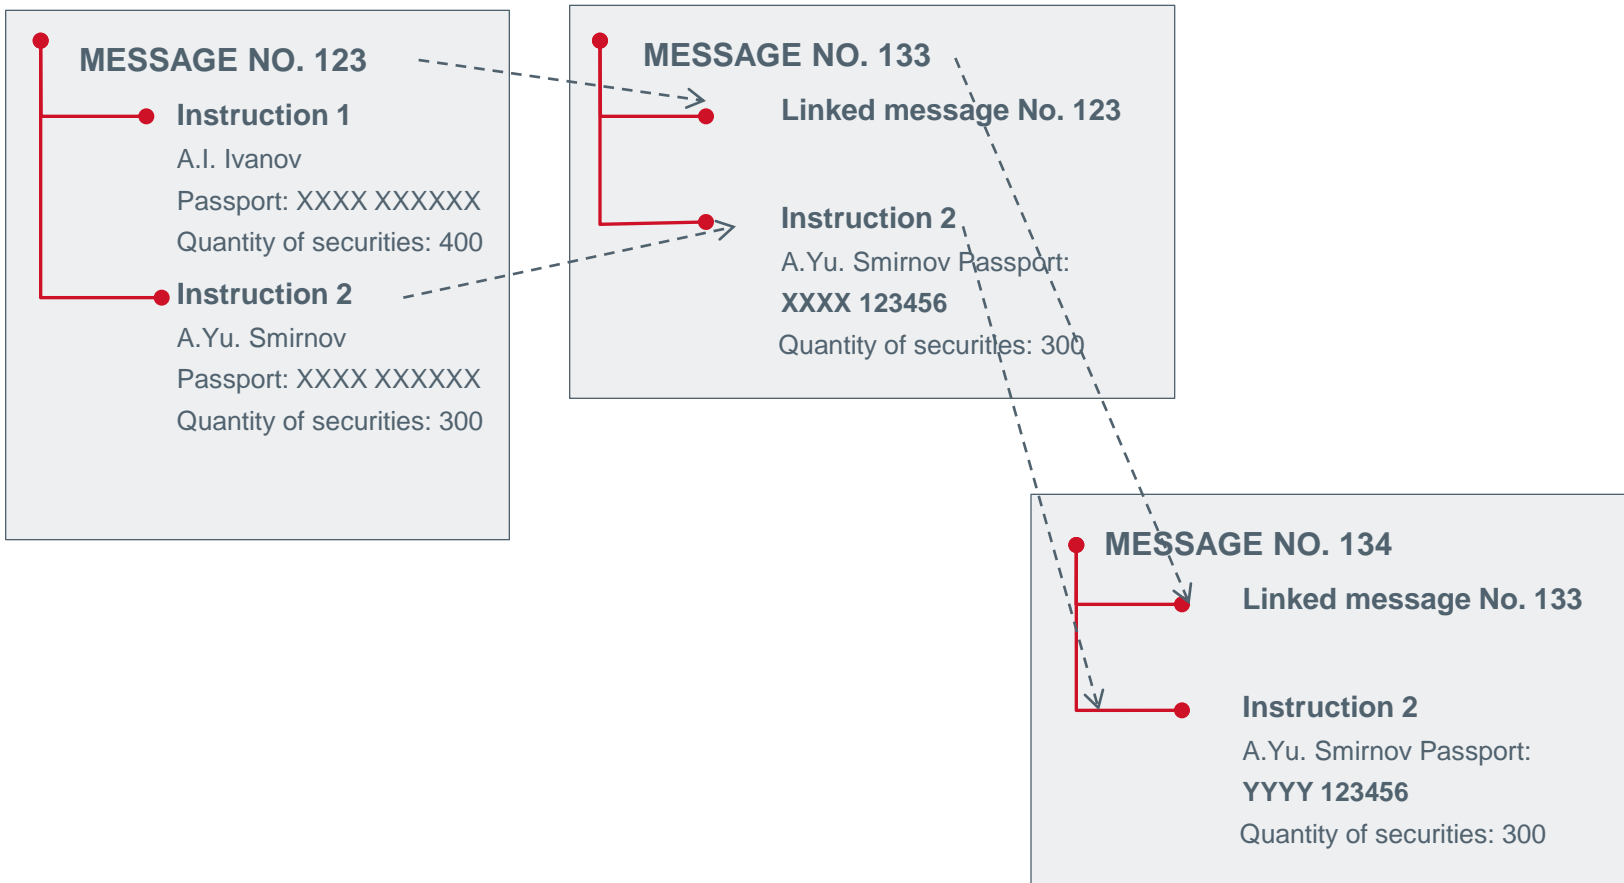 MESSAGE NO. 123
Instruction 1
A.I. Ivanov
Passport: XXXX XXXXXX
Quantity of securities: 400
Instruction 2
A.Yu. Smirnov
Passport: XXXX XXXXXX
Quantity of securities: 300
MESSAGE NO. 133
Linked message No. 123
Instruction 2
A.Yu. Smirnov Passport:
XXXX 123456
Quantity of securities: 300
MESSAGE NO. 134
Linked message No. 133
Instruction 2
A.Yu. Smirnov Passport:
YYYY 123456
Quantity of securities: 300